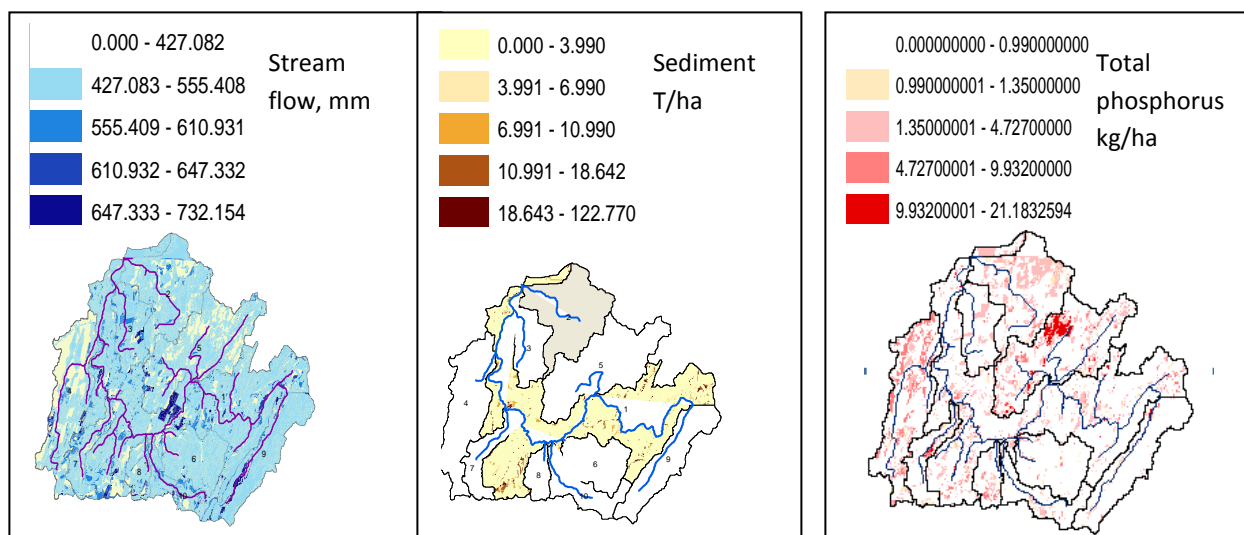 0.000 - 427.082
427.083 - 555.408
555.409 - 610.931
610.932 - 647.332
647.333 - 732.154
Stream
flow, mm
2
3
5
7
8
6
9
0.000 - 3.990
3.991 - 6.990
6.991 - 10.990
10.991 - 18.642
18.643 - 122.770
Sediment
T/ha
2
3
5
4
1
7
8
6
9
10
0.000000000 - 0.990000000
0.990000001 - 1.35000000
1.35000001 - 4.72700000
4.72700001 - 9.93200000
9.93200001 - 21.1832594
Total
phosphorus
kg/ha